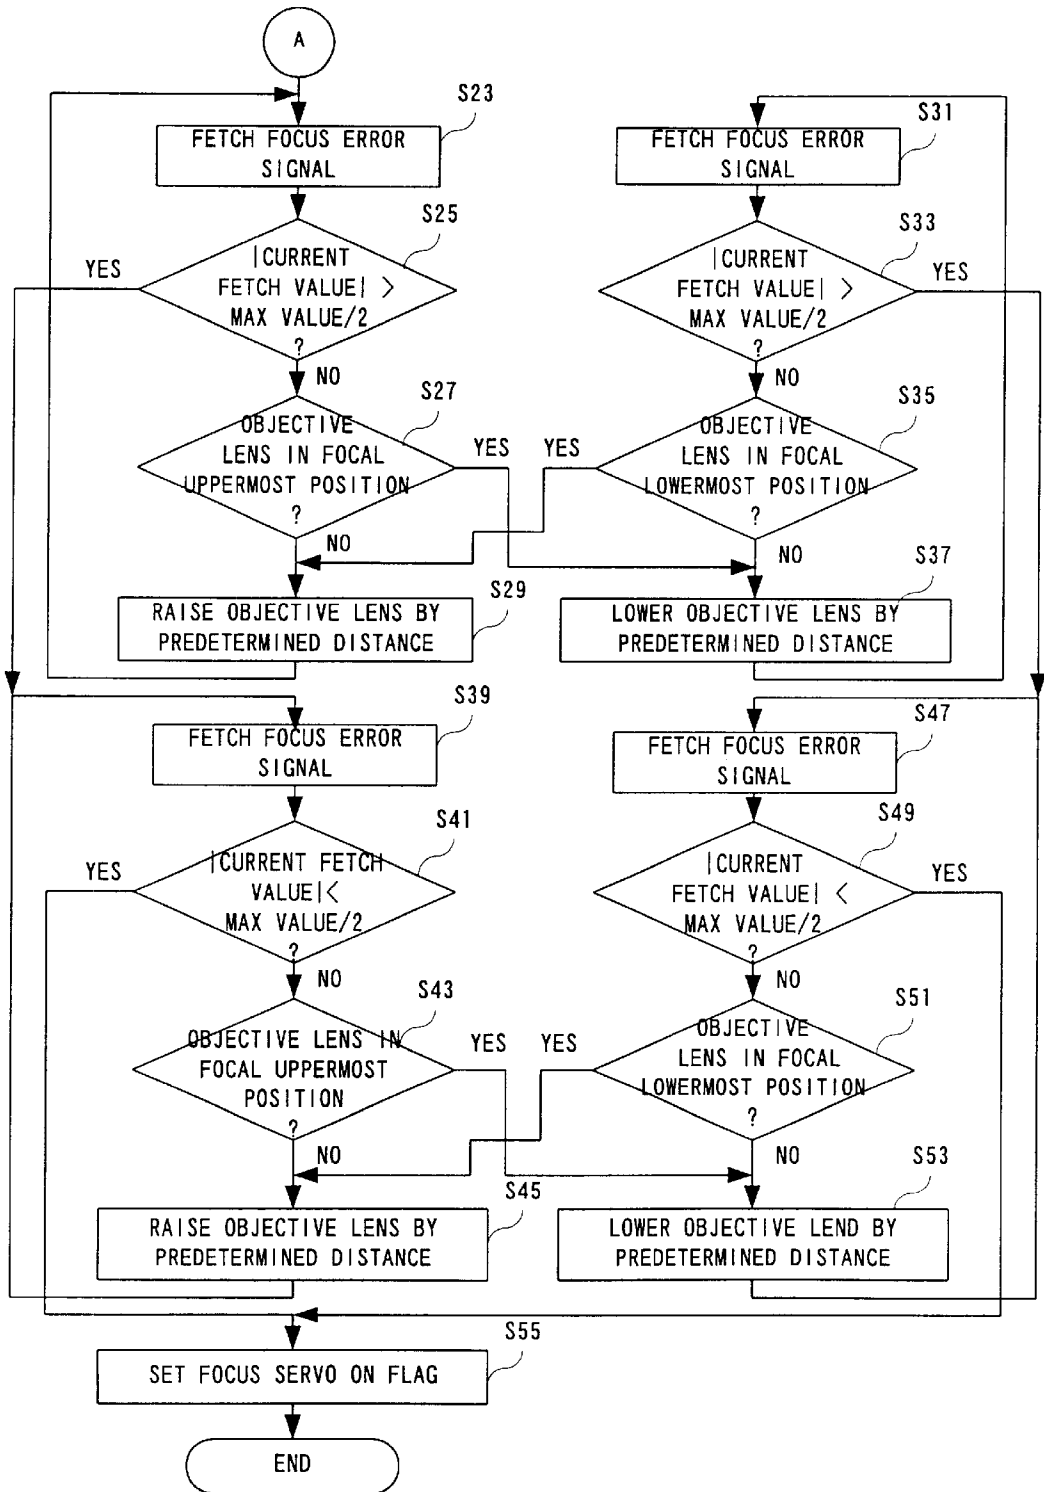 A
S23
FETCH FOCUS ERROR
SIGNAL
S25
|CURRENT
FETCH VALUE| >
MAX VALUE/2
?
YES
NO
S27
OBJECTIVE
LENS IN FOCAL
UPPERMOST POSITION
?
YES
NO
S29
RAISE OBJECTIVE LENS BY
PREDETERMINED DISTANCE
S31
FETCH FOCUS ERROR
SIGNAL
S33
|CURRENT
FETCH VALUE| >
MAX VALUE/2
?
YES
NO
S35
OBJECTIVE
LENS IN FOCAL
LOWERMOST POSITION
?
YES
NO
S37
LOWER OBJECTIVE LENS BY
PREDETERMINED DISTANCE
S39
FETCH FOCUS ERROR
SIGNAL
S41
|CURRENT FETCH
VALUE|<
MAX VALUE/2
?
YES
NO
S43
OBJECTIVE LENS IN
FOCAL UPPERMOST
POSITION
?
YES
NO
S45
RAISE OBJECTIVE LENS BY
PREDETERMINED DISTANCE
S47
FETCH FOCUS ERROR
SIGNAL
S49
|CURRENT
FETCH VALUE| <
MAX VALUE/2
?
YES
NO
S51
OBJECTIVE
LENS IN FOCAL
LOWERMOST POSITION
?
YES
NO
S53
LOWER OBJECTIVE LEND BY
PREDETERMINED DISTANCE
S55
SET FOCUS SERVO ON FLAG
END